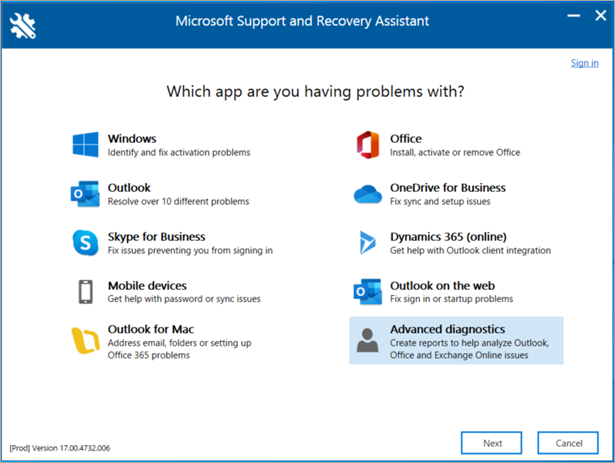 Microsoft Support and Recovery Assistant
Sign in
Which app are you having problems with?
Windows
Identify and fix activation problems
Office
Install, activate or remove Office
Outlook
Resolve over 10 different problems
OneDrive for Business
Fix sync and setup issues
Skype for Business
Fix issues preventing you from signing in
Dynamics 365 (online)
Get help with Outlook client integration
Mobile devices
Get help with password or sync issues
Outlook on the web
Fix sign in or startup problems
Outlook for Mac
Address email, folders or setting up
Office 365 problems
Advanced diagnostics
Create reports to help analyze Outlook,
Office and Exchange Online issues
[Prod] Version 17.00.4732.006
Next
Cancel